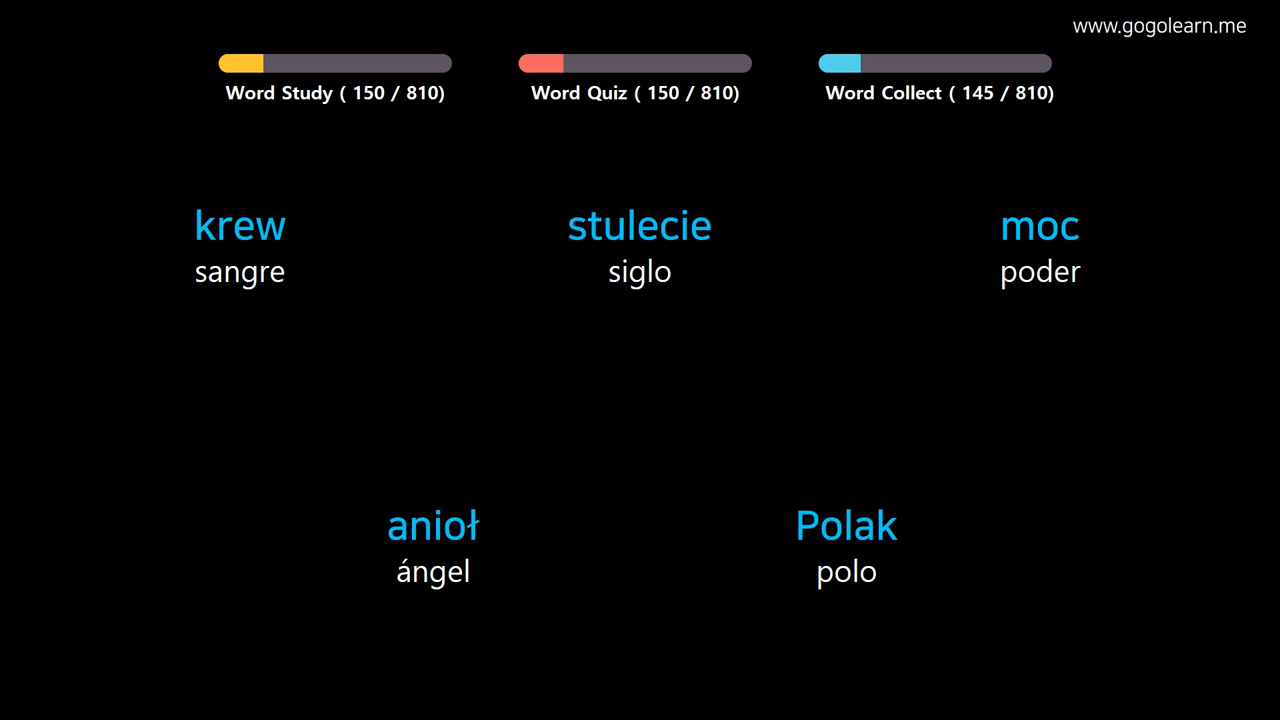 www.gogolearn.me
Word Study ( 150 / 810)
Word Quiz ( 150 / 810)
Word Collect ( 145 / 810)
krew
sangre
stulecie
siglo
moc
poder
anioł
ángel
Polak
polo